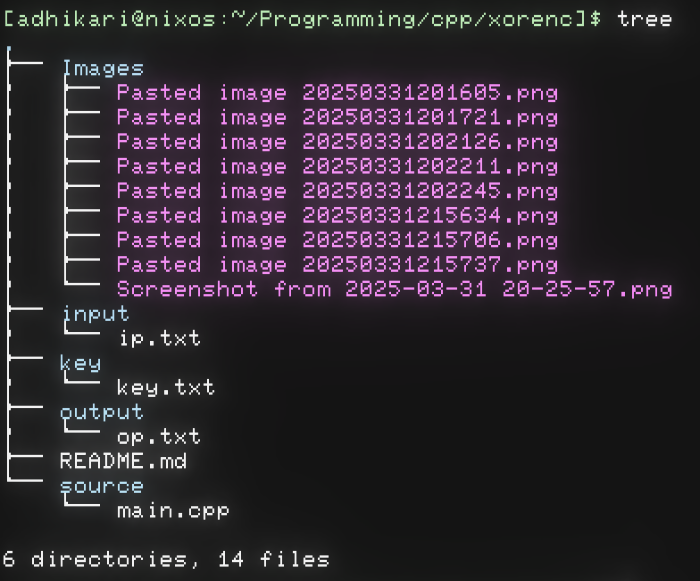 [adhikari@nixos:~/Programming/cpp/xorenc]$ tree
.
├── Images
│   ├── Pasted image 20250331201605.png
│   ├── Pasted image 20250331201721.png
│   ├── Pasted image 20250331202126.png
│   ├── Pasted image 20250331202211.png
│   ├── Pasted image 20250331202245.png
│   ├── Pasted image 20250331215634.png
│   ├── Pasted image 20250331215706.png
│   ├── Pasted image 20250331215737.png
│   └── Screenshot from 2025-03-31 20-25-57.png
├── input
│   └── ip.txt
├── key
│   └── key.txt
├── output
│   └── op.txt
├── README.md
└── source
    └── main.cpp
6 directories, 14 files